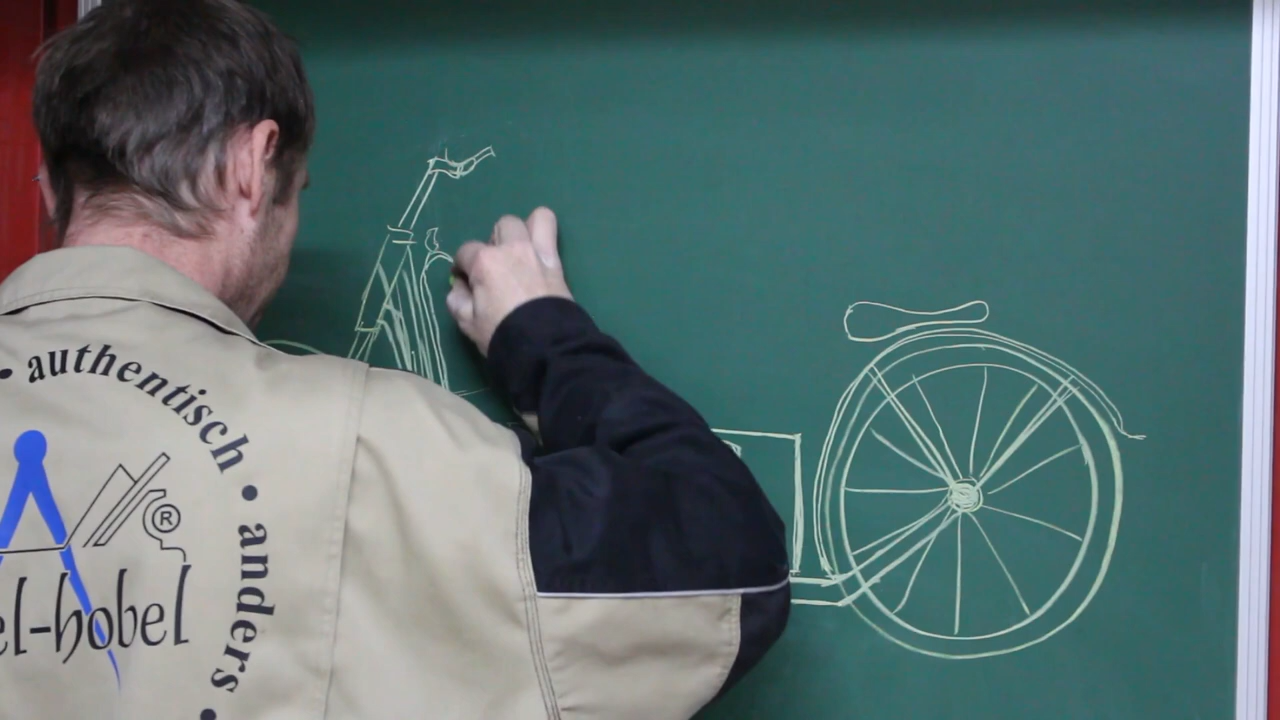 • authentisch • anders •
®
el-hobel